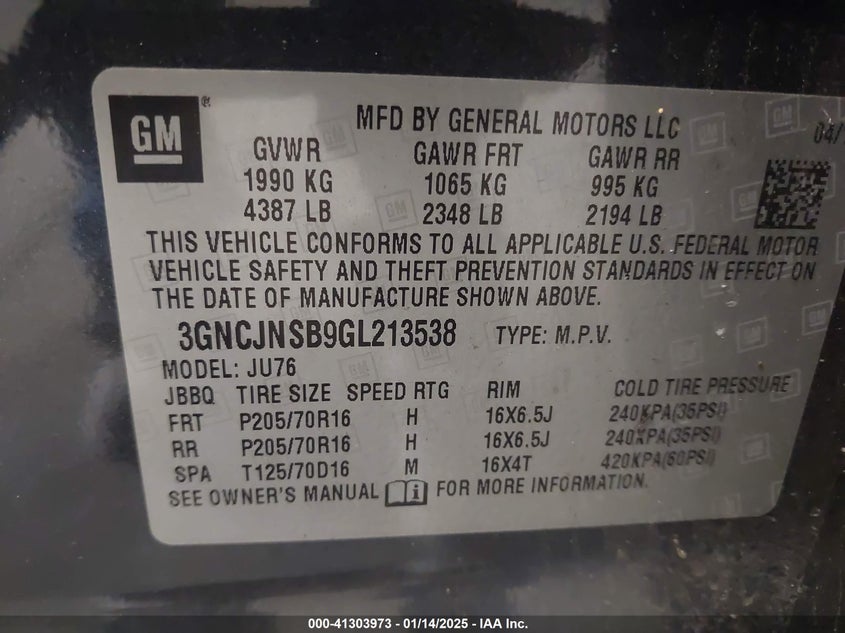 GM®
MFD BY GENERAL MOTORS LLC
04/
GVWR GAWR FRT GAWR RR
1990 KG 1065 KG 995 KG
4387 LB 2348 LB 2194 LB
THIS VEHICLE CONFORMS TO ALL APPLICABLE U.S. FEDERAL MOTOR
VEHICLE SAFETY AND THEFT PREVENTION STANDARDS IN EFFECT ON
THE DATE OF MANUFACTURE SHOWN ABOVE.
3GNCJNSB9GL213538 TYPE: M.P.V.
MODEL: JU76
JBBQ TIRE SIZE SPEED RTG RIM COLD TIRE PRESSURE
FRT P205/70R16 H 16X6.5J 240KPA(35PSI)
RR P205/70R16 H 16X6.5J 240KPA(35PSI)
SPA T125/70D16 M 16X4T 420KPA(60PSI)
SEE OWNER'S MANUAL FOR MORE INFORMATION.
000-41303973 - 01/14/2025 - IAA Inc.